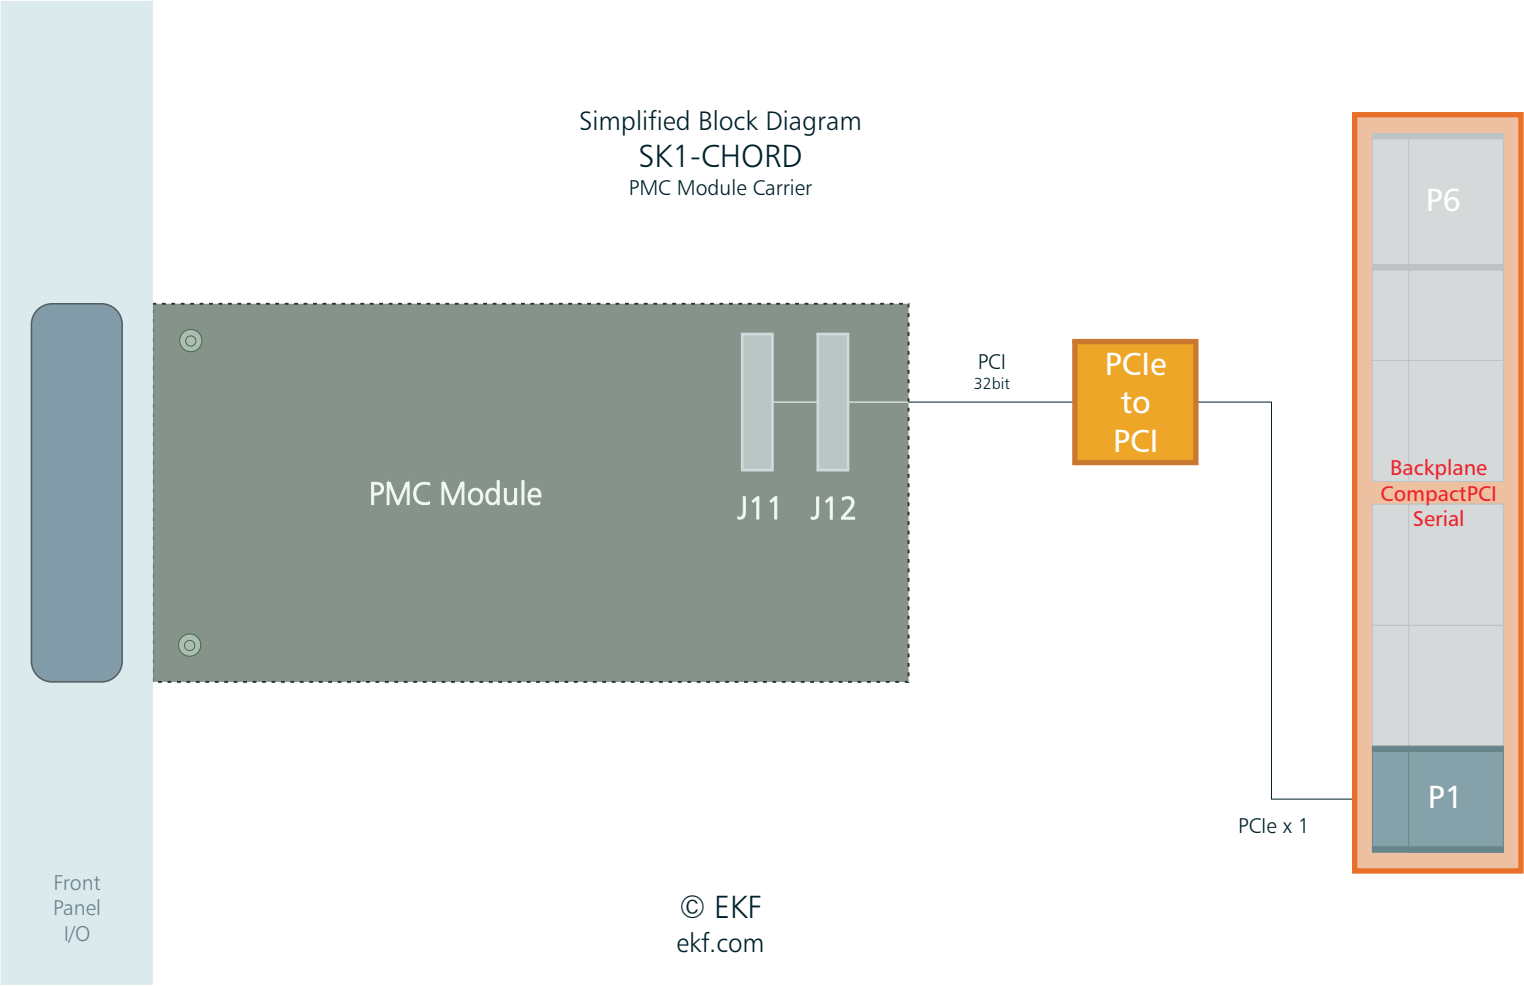 Simplified Block Diagram
SK1-CHORD
PMC Module Carrier
P6
PCI
32bit
PCIe
to
PCI
Backplane
CompactPCI
Serial
PMC Module
J11
J12
P1
PCIe x 1
Front
Panel
I/O
© EKF
ekf.com